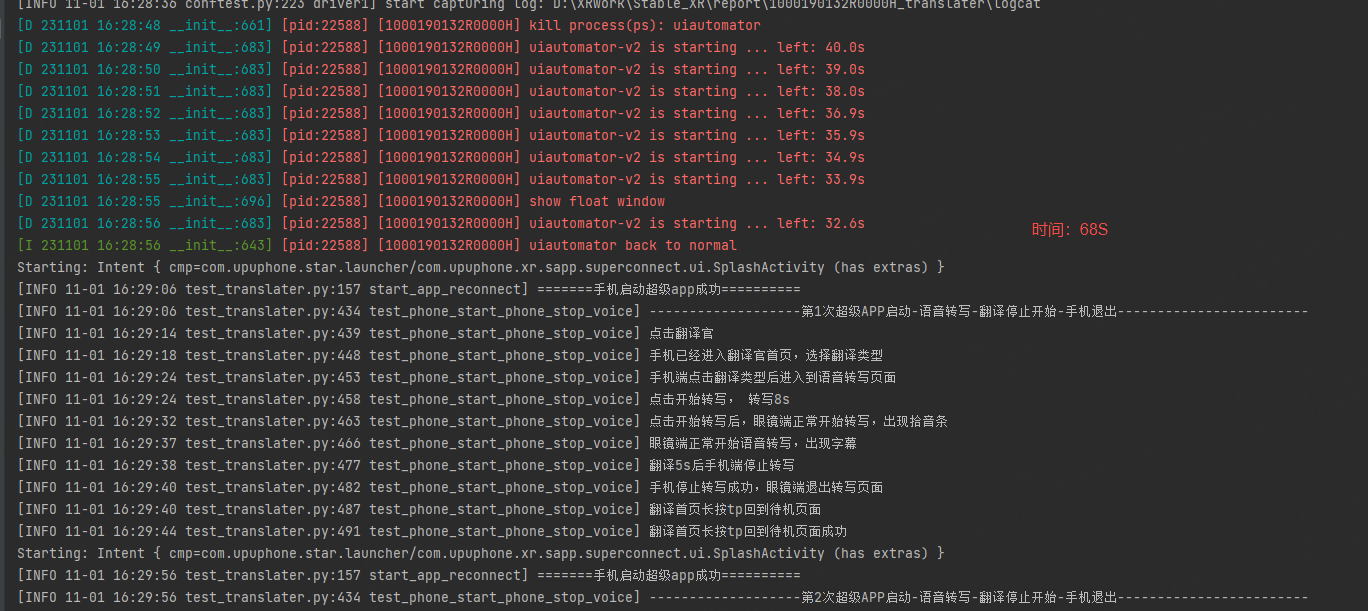 [INFO 11-01 16:28:36 conftest.py:223 driver1] start capturing log: D:\XRWork\Stable_XR\report\1000190132R0000H_translater\logcat
[D 231101 16:28:48 __init__:661] [pid:22588] [1000190132R0000H] kill process(ps): uiautomator
[D 231101 16:28:49 __init__:683] [pid:22588] [1000190132R0000H] uiautomator-v2 is starting ... left: 40.0s
[D 231101 16:28:50 __init__:683] [pid:22588] [1000190132R0000H] uiautomator-v2 is starting ... left: 39.0s
[D 231101 16:28:51 __init__:683] [pid:22588] [1000190132R0000H] uiautomator-v2 is starting ... left: 38.0s
[D 231101 16:28:52 __init__:683] [pid:22588] [1000190132R0000H] uiautomator-v2 is starting ... left: 36.9s
[D 231101 16:28:53 __init__:683] [pid:22588] [1000190132R0000H] uiautomator-v2 is starting ... left: 35.9s
[D 231101 16:28:54 __init__:683] [pid:22588] [1000190132R0000H] uiautomator-v2 is starting ... left: 34.9s
[D 231101 16:28:55 __init__:683] [pid:22588] [1000190132R0000H] uiautomator-v2 is starting ... left: 33.9s
[D 231101 16:28:55 __init__:696] [pid:22588] [1000190132R0000H] show float window
[D 231101 16:28:56 __init__:683] [pid:22588] [1000190132R0000H] uiautomator-v2 is starting ... left: 32.6s
时间：68S
[I 231101 16:28:56 __init__:643] [pid:22588] [1000190132R0000H] uiautomator back to normal
Starting: Intent { cmp=com.upuphone.star.launcher/com.upuphone.xr.sapp.superconnect.ui.SplashActivity (has extras) }
[INFO 11-01 16:29:06 test_translater.py:157 start_app_reconnect] =======手机启动超级app成功==========
[INFO 11-01 16:29:06 test_translater.py:434 test_phone_start_phone_stop_voice] -------------------第1次超级APP启动-语音转写-翻译停止开始-手机退出------------------------
[INFO 11-01 16:29:14 test_translater.py:439 test_phone_start_phone_stop_voice] 点击翻译官
[INFO 11-01 16:29:18 test_translater.py:448 test_phone_start_phone_stop_voice] 手机已经进入翻译官首页，选择翻译类型
[INFO 11-01 16:29:24 test_translater.py:453 test_phone_start_phone_stop_voice] 手机端点击翻译类型后进入到语音转写页面
[INFO 11-01 16:29:24 test_translater.py:458 test_phone_start_phone_stop_voice] 点击开始转写， 转写8s
[INFO 11-01 16:29:32 test_translater.py:463 test_phone_start_phone_stop_voice] 点击开始转写后，眼镜端正常开始转写，出现拾音条
[INFO 11-01 16:29:37 test_translater.py:466 test_phone_start_phone_stop_voice] 眼镜端正常开始语音转写，出现字幕
[INFO 11-01 16:29:38 test_translater.py:477 test_phone_start_phone_stop_voice] 翻译5s后手机端停止转写
[INFO 11-01 16:29:40 test_translater.py:482 test_phone_start_phone_stop_voice] 手机停止转写成功，眼镜端退出转写页面
[INFO 11-01 16:29:40 test_translater.py:487 test_phone_start_phone_stop_voice] 翻译首页长按tp回到待机页面
[INFO 11-01 16:29:44 test_translater.py:491 test_phone_start_phone_stop_voice] 翻译首页长按tp回到待机页面成功
Starting: Intent { cmp=com.upuphone.star.launcher/com.upuphone.xr.sapp.superconnect.ui.SplashActivity (has extras) }
[INFO 11-01 16:29:56 test_translater.py:157 start_app_reconnect] =======手机启动超级app成功==========
[INFO 11-01 16:29:56 test_translater.py:434 test_phone_start_phone_stop_voice] -------------------第2次超级APP启动-语音转写-翻译停止开始-手机退出------------------------